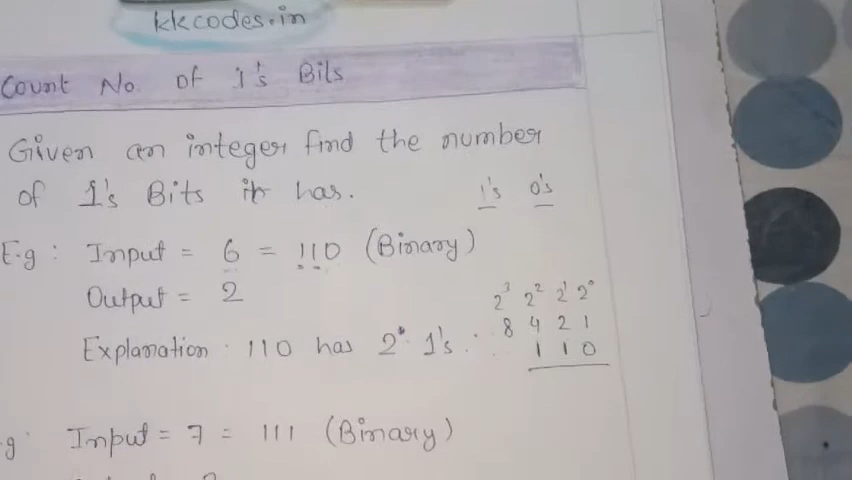 kkcodes.in
Count No. Of 1's Bits
Given an integer find the number
of 1's Bits it has.
1's 0's
E.g : Input = 6 = 110 (Binary)
Output = 2
2³ 2² 2¹ 2⁰
8 4 2 1
1 1 0
Explanation : 110 has 2 1's.
g : Input = 7 = 111 (Binary)